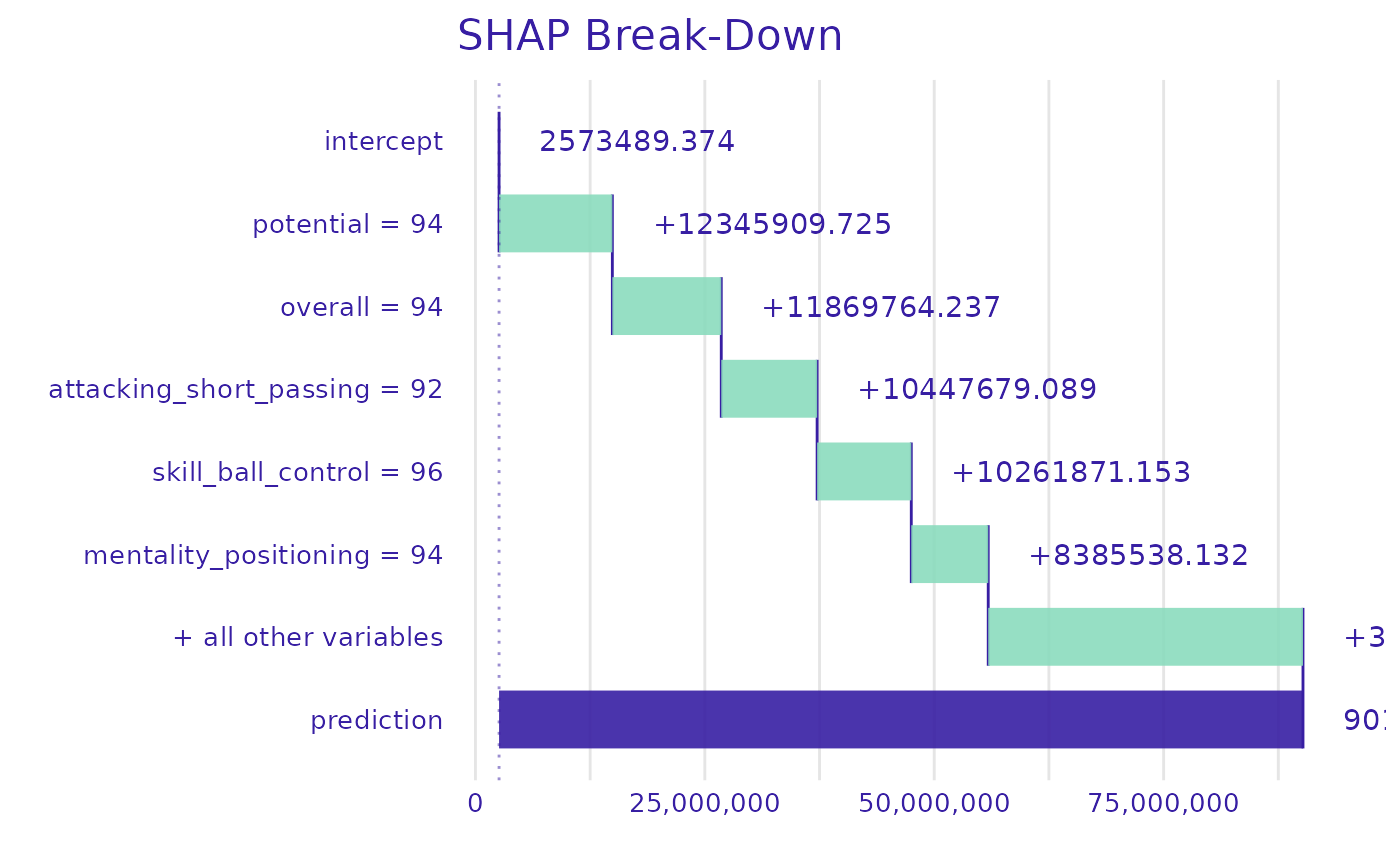 SHAP Break-Down
intercept 2573489.374
potential = 94 +12345909.725
overall = 94 +11869764.237
attacking_short_passing = 92 +10447679.089
skill_ball_control = 96 +10261871.153
mentality_positioning = 94 +8385538.132
+ all other variables +3
prediction 90
0 25,000,000 50,000,000 75,000,000